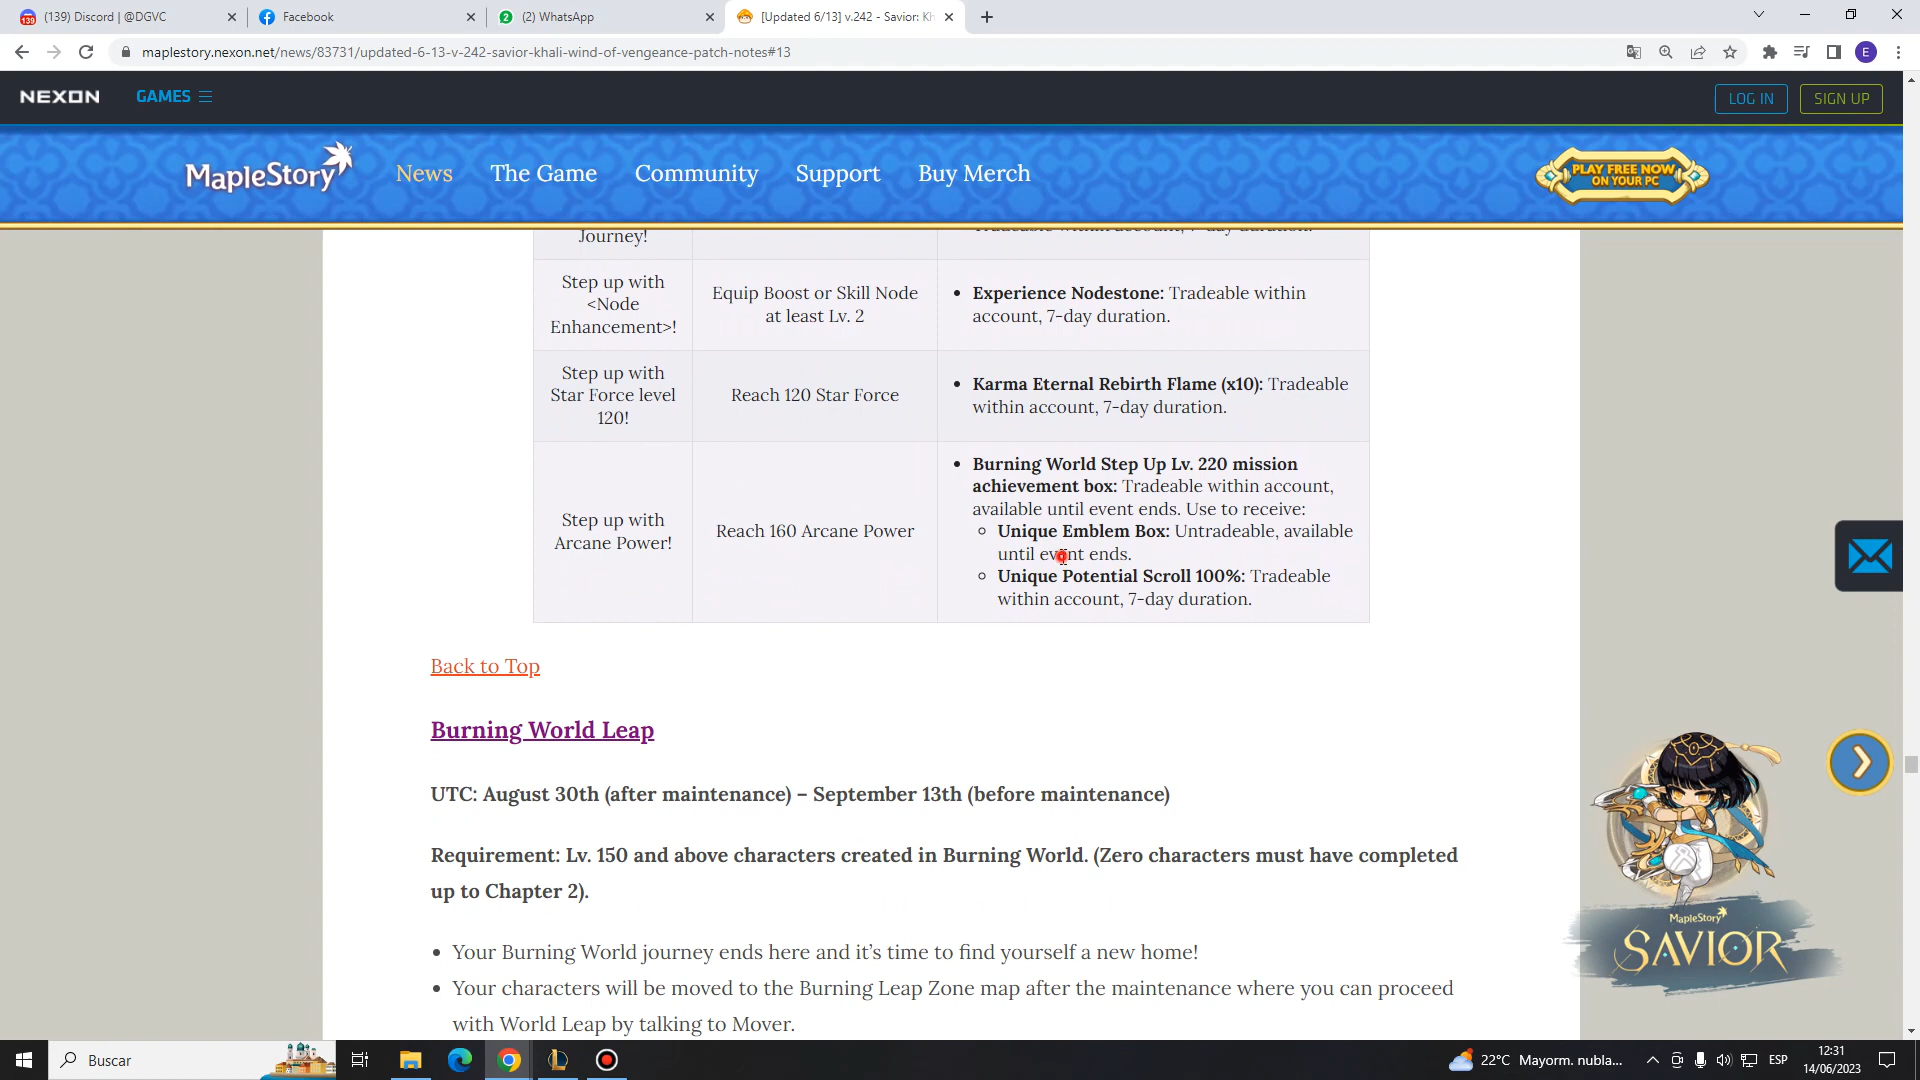 139
(139) Discord | @DGVC
Facebook
2
(2) WhatsApp
[Updated 6/13] v.242 - Savior: Kh
maplestory.nexon.net/news/83731/updated-6-13-v-242-savior-khali-wind-of-vengeance-patch-notes#13
E
NEXON
GAMES
LOG IN
SIGN UP
MapleStory
News
The Game
Community
Support
Buy Merch
PLAY FREE NOW
ON YOUR PC
Journey!
Tradeable within account, 7-day duration.
Step up with
<Node
Enhancement>!
Equip Boost or Skill Node
at least Lv. 2
• Experience Nodestone: Tradeable within
account, 7-day duration.
Step up with
Star Force level
120!
Reach 120 Star Force
• Karma Eternal Rebirth Flame (x10): Tradeable
within account, 7-day duration.
Step up with
Arcane Power!
Reach 160 Arcane Power
• Burning World Step Up Lv. 220 mission
achievement box: Tradeable within account,
available until event ends. Use to receive:
○ Unique Emblem Box: Untradeable, available
until event ends.
○ Unique Potential Scroll 100%: Tradeable
within account, 7-day duration.
Back to Top
Burning World Leap
UTC: August 30th (after maintenance) – September 13th (before maintenance)
Requirement: Lv. 150 and above characters created in Burning World. (Zero characters must have completed
up to Chapter 2).
• Your Burning World journey ends here and it’s time to find yourself a new home!
• Your characters will be moved to the Burning Leap Zone map after the maintenance where you can proceed
with World Leap by talking to Mover.
MapleStory
SAVIOR
Buscar
22°C Mayorm. nubla...
ESP
12:31
14/06/2023